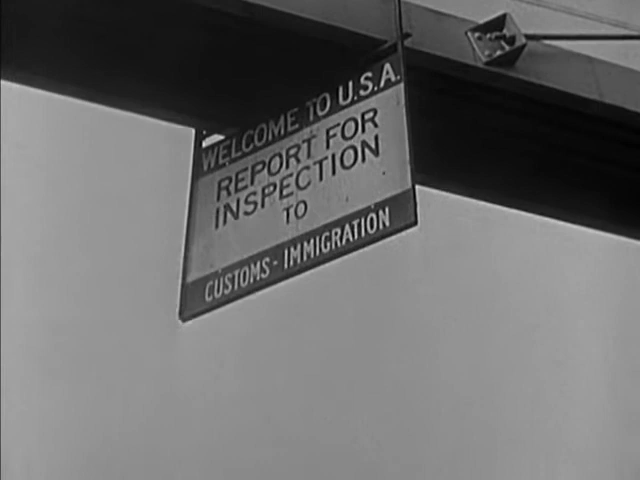 WELCOME TO U.S.A.
REPORT FOR
INSPECTION
TO
CUSTOMS - IMMIGRATION